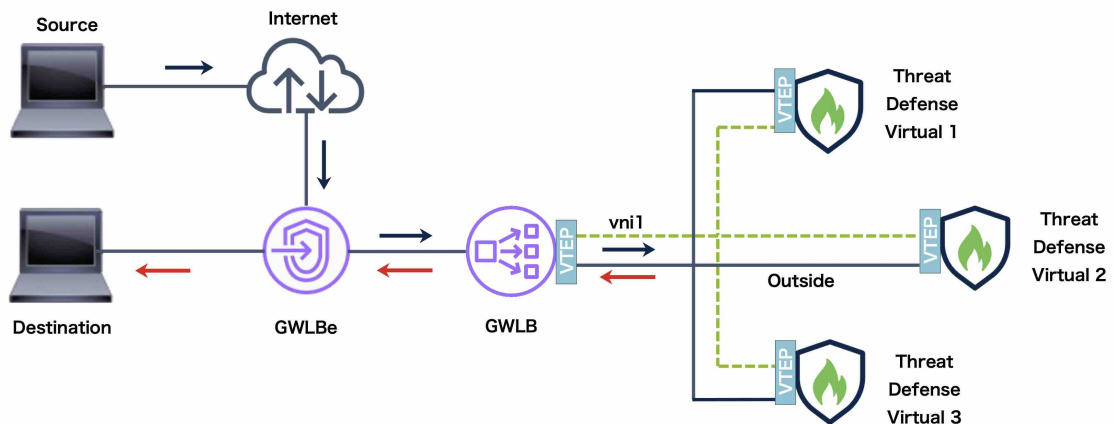 Source
Internet
VTEP
Threat
Defense
Virtual 1
vni1
VTEP
VTEP
Threat
Defense
Virtual 2
Outside
Destination
GWLBe
GWLB
VTEP
Threat
Defense
Virtual 3